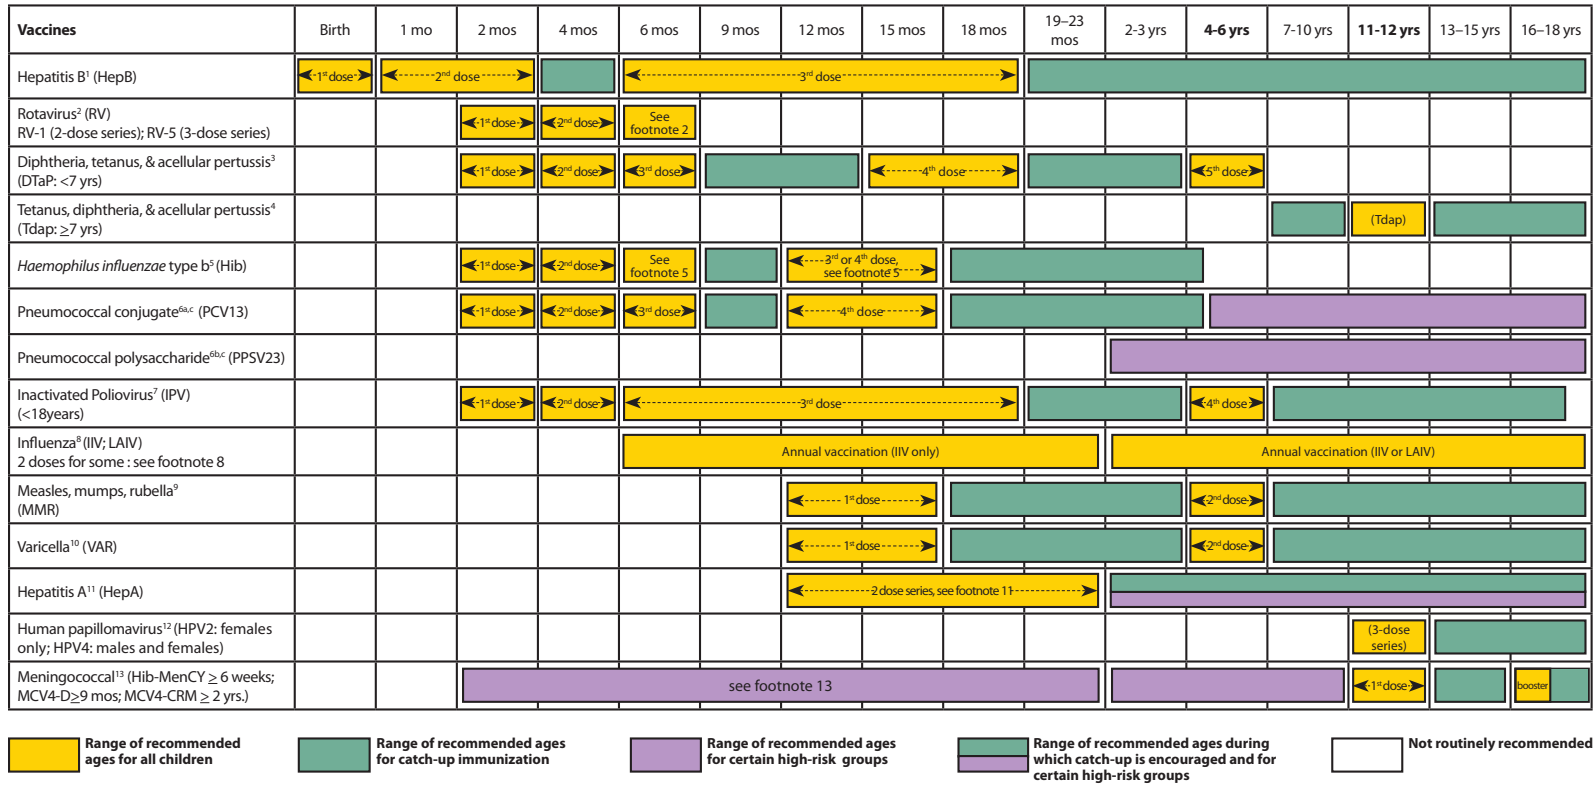 Vaccines Birth 1 mo 2 mos 4 mos 6 mos 9 mos 12 mos 15 mos 18 mos 19–23 mos 2-3 yrs 4-6 yrs 7-10 yrs 11-12 yrs 13–15 yrs 16–18 yrs
Hepatitis B¹ (HepB) 1st dose 2nd dose 3rd dose
Rotavirus² (RV)
RV-1 (2-dose series); RV-5 (3-dose series) 1st dose 2nd dose See footnote 2
Diphtheria, tetanus, & acellular pertussis³
(DTaP: <7 yrs) 1st dose 2nd dose 3rd dose 4th dose 5th dose
Tetanus, diphtheria, & acellular pertussis⁴
(Tdap: ≥7 yrs) (Tdap)
Haemophilus influenzae type b⁵ (Hib) 1st dose 2nd dose See footnote 5 3rd or 4th dose, see footnote 5
Pneumococcal conjugate6a,c (PCV13) 1st dose 2nd dose 3rd dose 4th dose
Pneumococcal polysaccharide6b,c (PPSV23)
Inactivated Poliovirus⁷ (IPV)
(<18years) 1st dose 2nd dose 3rd dose 4th dose
Influenza⁸ (IIV; LAIV)
2 doses for some : see footnote 8 Annual vaccination (IIV only) Annual vaccination (IIV or LAIV)
Measles, mumps, rubella⁹
(MMR) 1st dose 2nd dose
Varicella¹⁰ (VAR) 1st dose 2nd dose
Hepatitis A¹¹ (HepA) 2 dose series, see footnote 11
Human papillomavirus¹² (HPV2: females
only; HPV4: males and females) (3-dose series)
Meningococcal¹³ (Hib-MenCY ≥ 6 weeks;
MCV4-D≥9 mos; MCV4-CRM ≥ 2 yrs.) see footnote 13 1st dose booster
Range of recommended
ages for all children
Range of recommended ages
for catch-up immunization
Range of recommended ages
for certain high-risk groups
Range of recommended ages during
which catch-up is encouraged and for
certain high-risk groups
Not routinely recommended